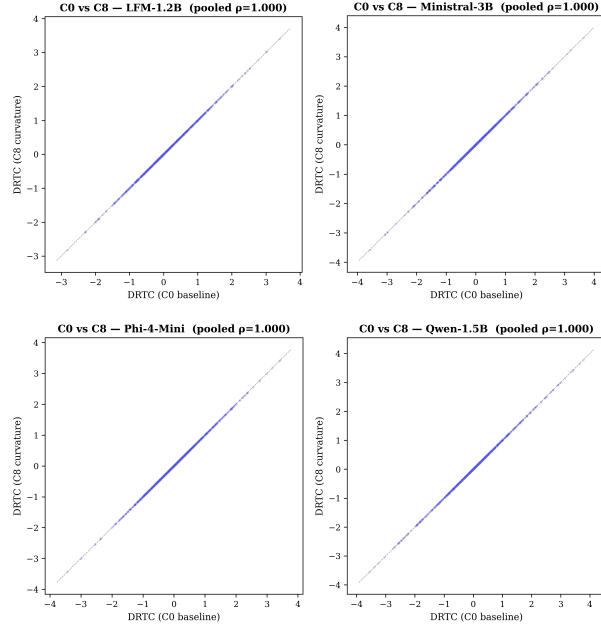 C0 vs C8 — LFM-1.2B (pooled ρ=1.000)
4
3
2
1
0
−1
−2
−3
DRTC (C8 curvature)
−3 −2 −1 0 1 2 3 4
DRTC (C0 baseline)
C0 vs C8 — Ministral-3B (pooled ρ=1.000)
4
3
2
1
0
−1
−2
−3
−4
DRTC (C8 curvature)
−4 −3 −2 −1 0 1 2 3 4
DRTC (C0 baseline)
C0 vs C8 — Phi-4-Mini (pooled ρ=1.000)
4
3
2
1
0
−1
−2
−3
−4
DRTC (C8 curvature)
−4 −3 −2 −1 0 1 2 3 4
DRTC (C0 baseline)
C0 vs C8 — Qwen-1.5B (pooled ρ=1.000)
4
3
2
1
0
−1
−2
−3
−4
DRTC (C8 curvature)
−4 −3 −2 −1 0 1 2 3 4
DRTC (C0 baseline)